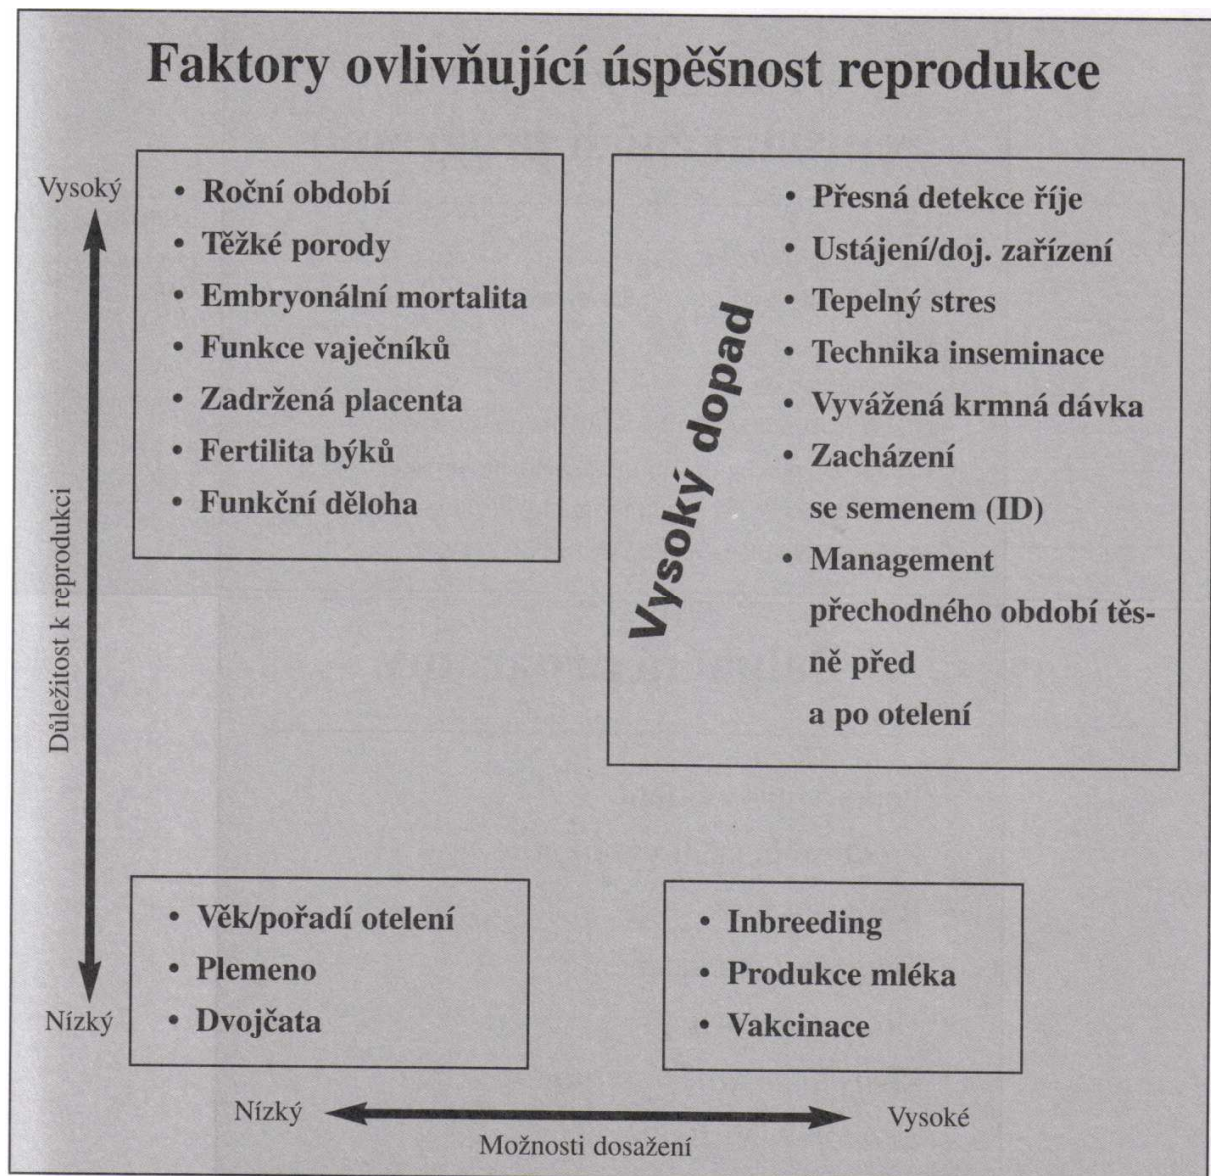 Faktory ovlivňující úspěšnost reprodukce
Vysoký
• Roční období
• Těžké porody
• Embryonální mortalita
• Funkce vaječníků
• Zadržená placenta
• Fertilita býků
• Funkční děloha
Vysoký dopad
• Přesná detekce říje
• Ustájení/doj. zařízení
• Tepelný stres
• Technika inseminace
• Vyvážená krmná dávka
• Zacházení
se semenem (ID)
• Management
přechodného období těs-
ně před
a po otelení
Důležitost k reprodukci
• Věk/pořadí otelení
• Plemeno
• Dvojčata
• Inbreeding
• Produkce mléka
• Vakcinace
Nízký
Nízký
Vysoké
Možnosti dosažení